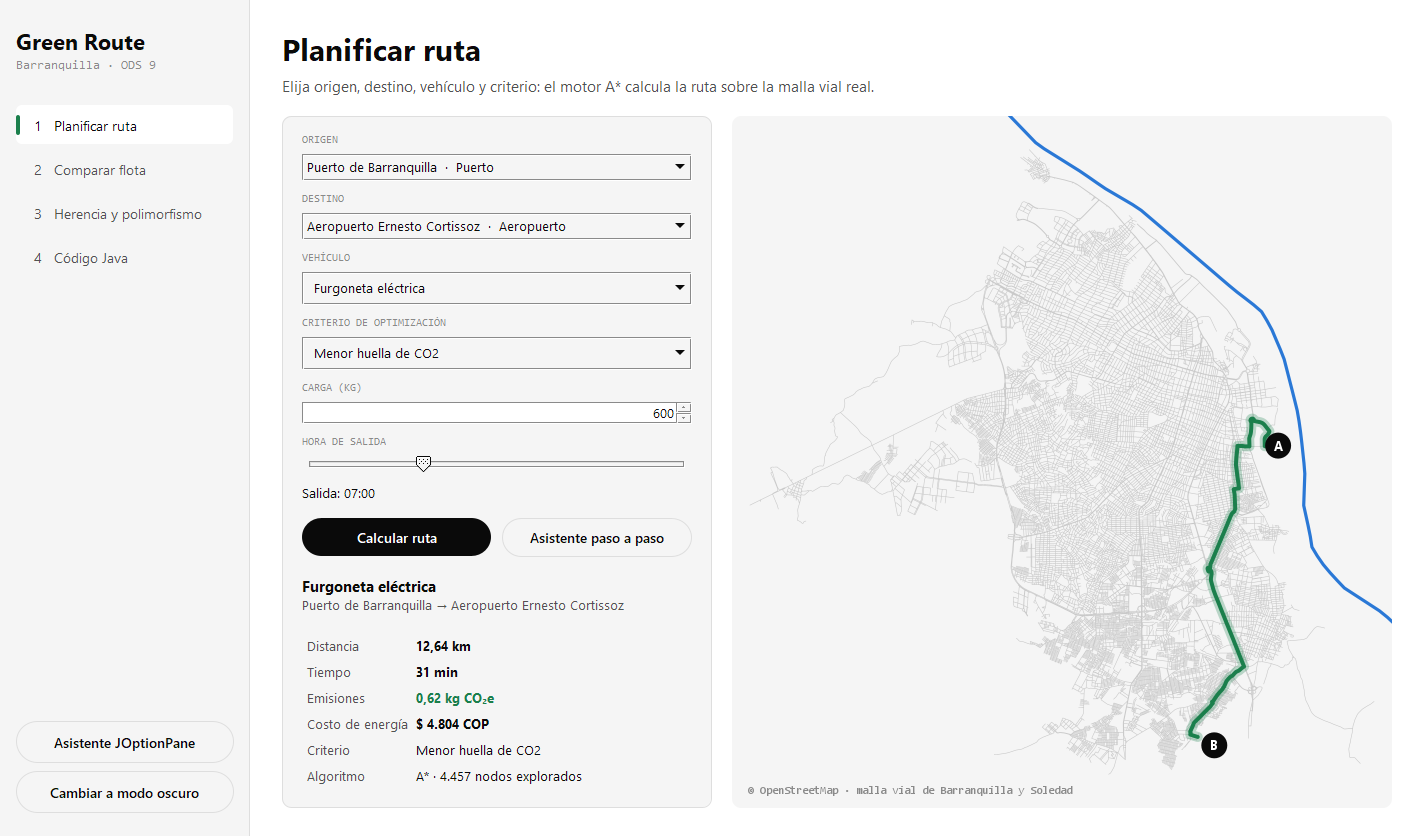 Green Route
Barranquilla · ODS 9
1 Planificar ruta
2 Comparar flota
3 Herencia y polimorfismo
4 Código Java
Asistente JOptionPane
Cambiar a modo oscuro
Planificar ruta
Elija origen, destino, vehículo y criterio: el motor A* calcula la ruta sobre la malla vial real.
ORIGEN
Puerto de Barranquilla · Puerto
DESTINO
Aeropuerto Ernesto Cortissoz · Aeropuerto
VEHÍCULO
Furgoneta eléctrica
CRITERIO DE OPTIMIZACIÓN
Menor huella de CO2
CARGA (KG)
600
HORA DE SALIDA
Salida: 07:00
Calcular ruta
Asistente paso a paso
Furgoneta eléctrica
Puerto de Barranquilla → Aeropuerto Ernesto Cortissoz
Distancia 12,64 km
Tiempo 31 min
Emisiones 0,62 kg CO₂e
Costo de energía $ 4.804 COP
Criterio Menor huella de CO2
Algoritmo A* · 4.457 nodos explorados
A
B
© OpenStreetMap · malla vial de Barranquilla y Soledad